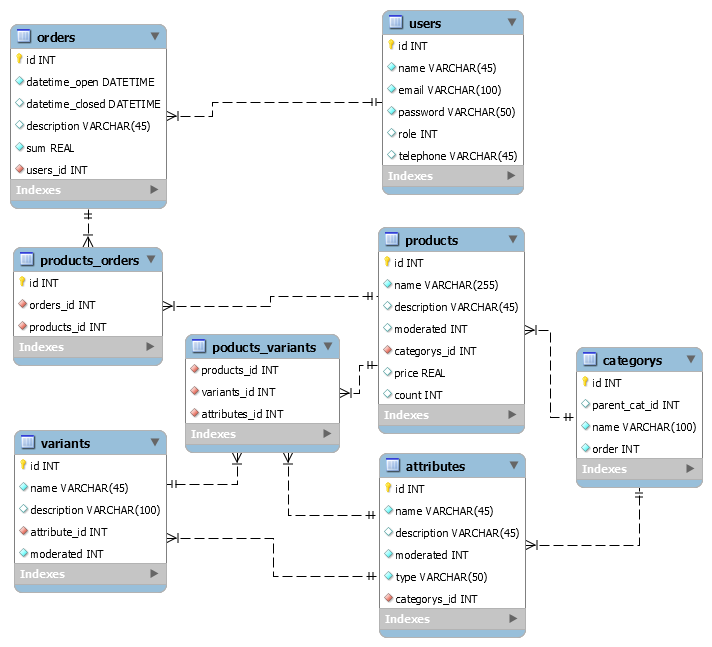 orders
id INT
datetime_open DATETIME
datetime_closed DATETIME
description VARCHAR(45)
sum REAL
users_id INT
Indexes
users
id INT
name VARCHAR(45)
email VARCHAR(100)
password VARCHAR(50)
role INT
telephone VARCHAR(45)
Indexes
products_orders
id INT
orders_id INT
products_id INT
Indexes
products
id INT
name VARCHAR(255)
description VARCHAR(45)
moderated INT
categorys_id INT
price REAL
count INT
Indexes
poducts_variants
products_id INT
variants_id INT
attributes_id INT
Indexes
categorys
id INT
parent_cat_id INT
name VARCHAR(100)
order INT
Indexes
variants
id INT
name VARCHAR(45)
description VARCHAR(100)
attribute_id INT
moderated INT
Indexes
attributes
id INT
name VARCHAR(45)
description VARCHAR(45)
moderated INT
type VARCHAR(50)
categorys_id INT
Indexes